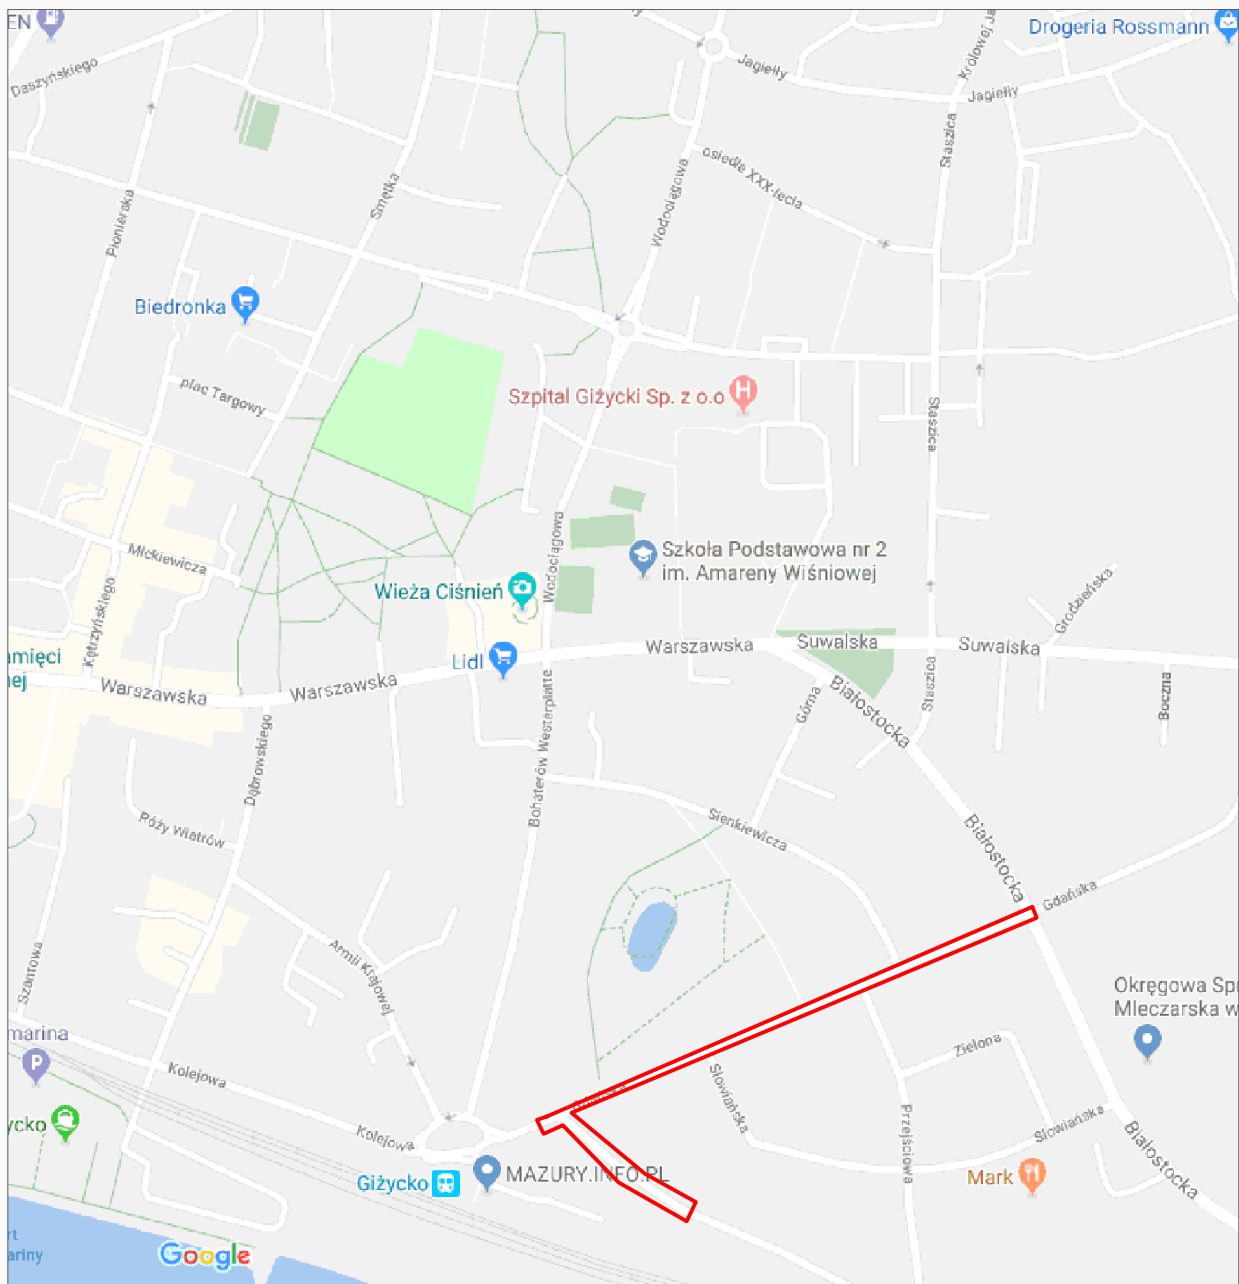 EN
Drogeria Rossmann
Daszyńskiego
Królowej Ja
Jagiełły
Jagiełły
Staszica
osiedle XXX-lecia
Pionierska
Smętka
Wodociągowa
Biedronka
plac Targowy
Szpital Giżycki Sp. z o.o
H
Staszica
Mickiewicza
Wodociągowa
Szkoła Podstawowa nr 2
im. Amareny Wiśniowej
Wieża Ciśnień
Grodzieńska
Kętrzyńskiego
amięci
nej
Lidl
Warszawska
Suwalska
Suwalska
Warszawska
Warszawska
Górna
Białostocka
Staszica
Boczna
Bohaterów Westerplatte
Dąbrowskiego
Róży Wiatrów
Sienkiewicza
Białostocka
Gdańska
Szantowa
Armii Krajowej
Okręgowa Spó
Mleczarska w
marina
P
Kolejowa
Zielona
Słowiańska
Przejściowa
Słowiańska
Białostocka
ycko
Kolejowa
Giżycko
MAZURY.INFO.PL
Mark
rt
ariny
Google